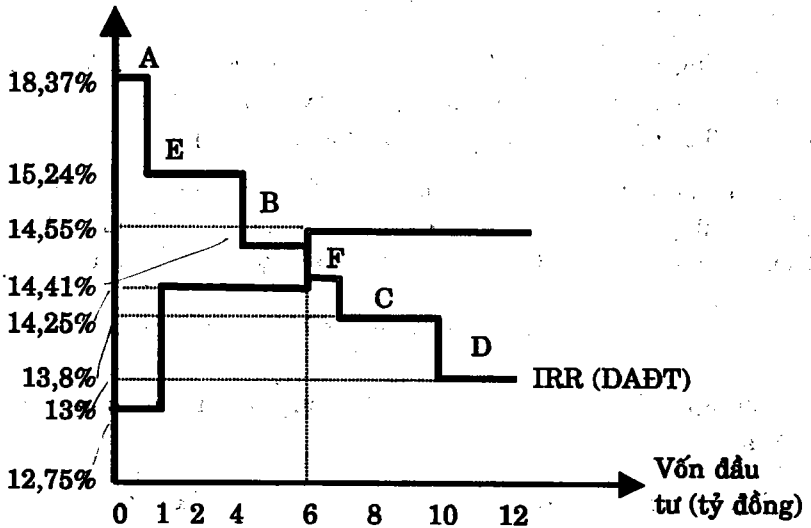 A
18,37%
E
15,24%
B
14,55%
F
14,41%
C
14,25%
D
13,8%
IRR (DAĐT)
13%
12,75%
Vốn đầu
tư (tỷ đồng)
0 1 2 4 6 8 10 12